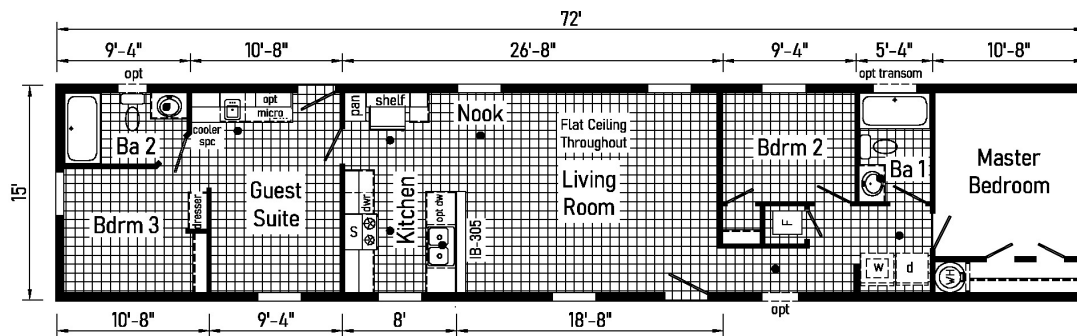 72'
9'-4"
10'-8"
26'-8"
9'-4"
5'-4"
10'-8"
opt
opt transom
15'
Ba 2
cooler
spc
opt
micro
pan
shelf
Nook
Flat Ceiling
Throughout
Living
Room
Bdrm 2
Ba 1
Master
Bedroom
Bdrm 3
dresser
Guest
Suite
dwr
S
Kitchen
opt dw
IB-305
F
W
d
WH
opt
10'-8"
9'-4"
8'
18'-8"